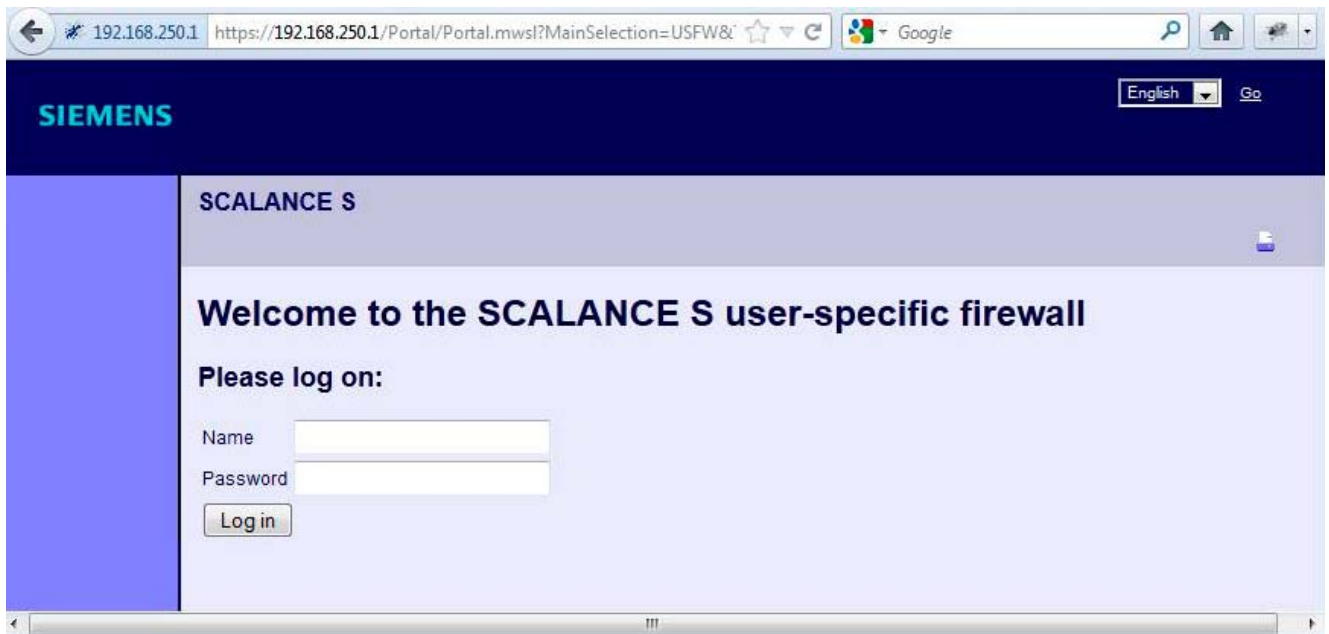 192.168.250.1 https://192.168.250.1/Portal/Portal.mwsl?MainSelection=USFW& Google
English Go
SIEMENS
SCALANCE S
Welcome to the SCALANCE S user-specific firewall
Please log on:
Name
Password
Log in